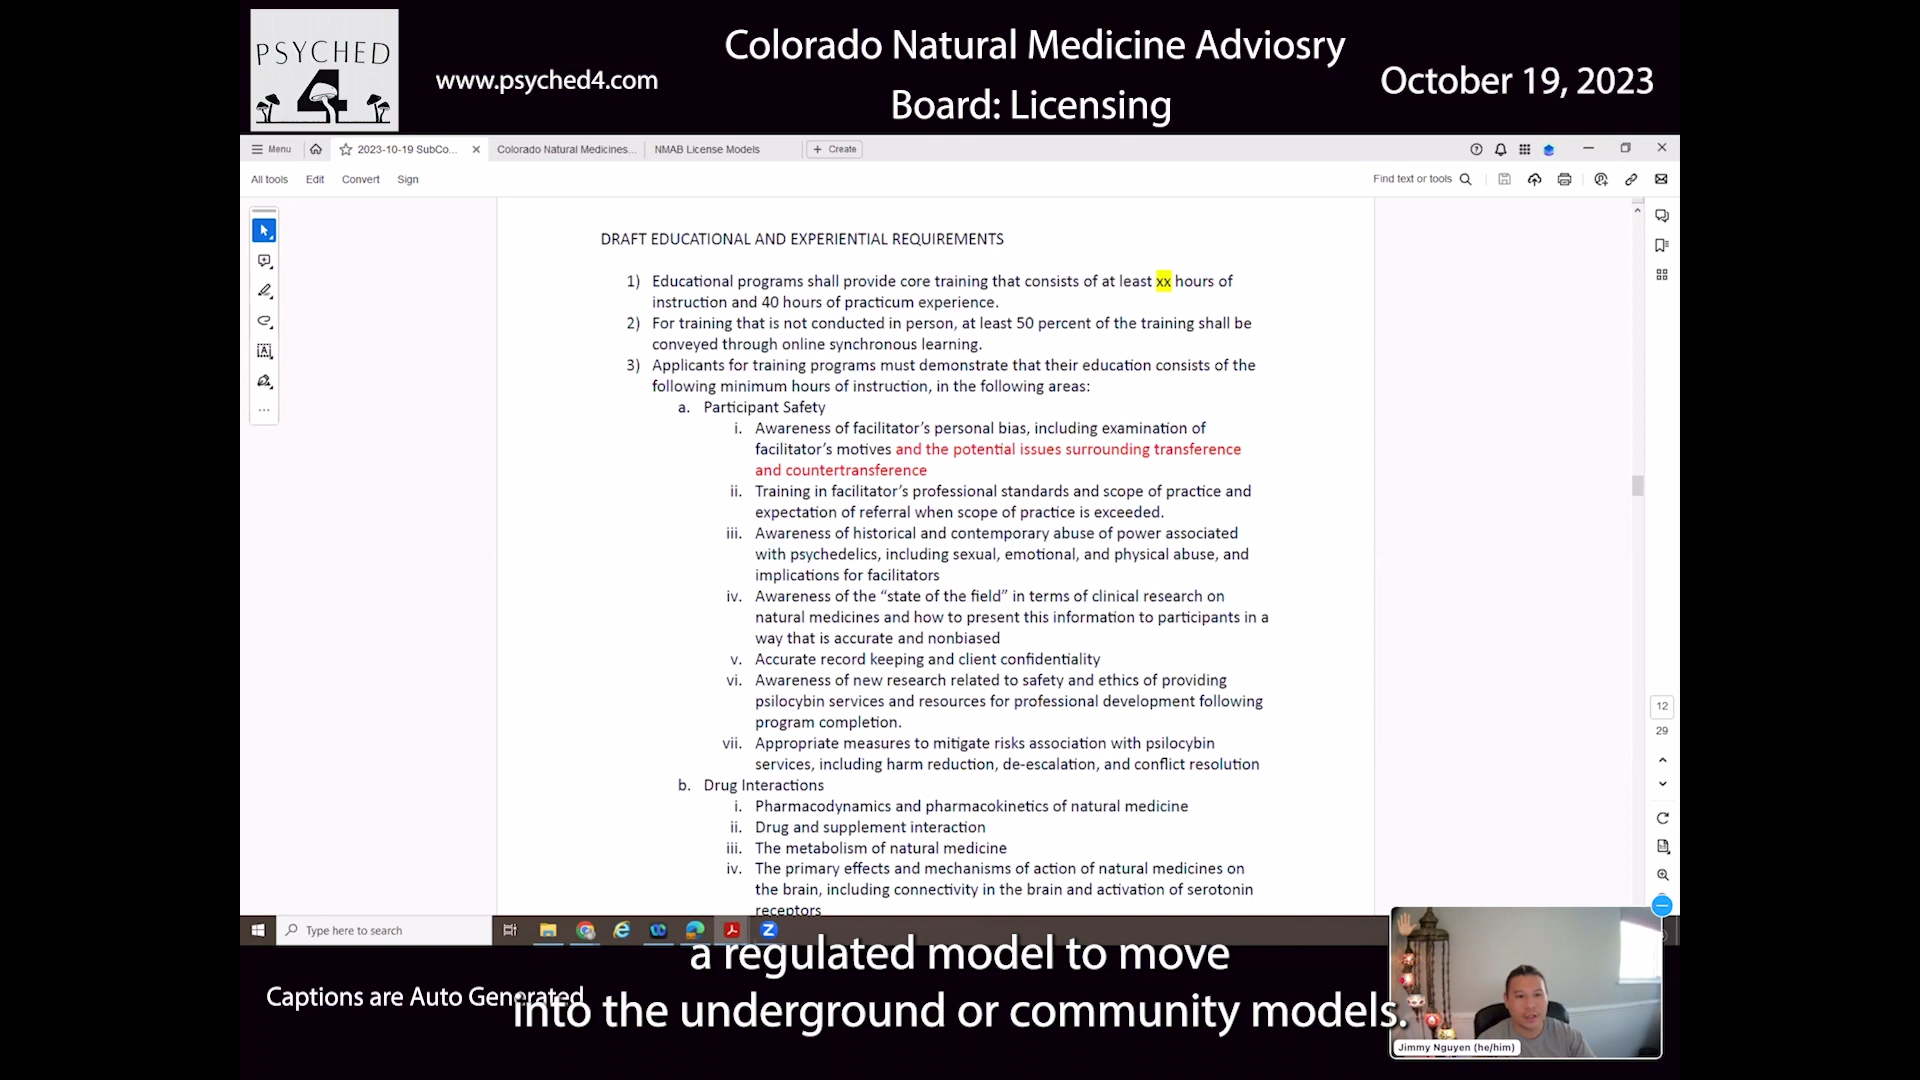 PSYCHED
4
www.psyched4.com
Colorado Natural Medicine Adviosry
Board: Licensing
October 19, 2023
Menu
2023-10-19 SubCo...
Colorado Natural Medicines...
NMAB License Models
+ Create
All tools
Edit
Convert
Sign
Find text or tools
DRAFT EDUCATIONAL AND EXPERIENTIAL REQUIREMENTS
1) Educational programs shall provide core training that consists of at least xx hours of
instruction and 40 hours of practicum experience.
2) For training that is not conducted in person, at least 50 percent of the training shall be
conveyed through online synchronous learning.
3) Applicants for training programs must demonstrate that their education consists of the
following minimum hours of instruction, in the following areas:
a. Participant Safety
i. Awareness of facilitator’s personal bias, including examination of
facilitator’s motives and the potential issues surrounding transference
and countertransference
ii. Training in facilitator’s professional standards and scope of practice and
expectation of referral when scope of practice is exceeded.
iii. Awareness of historical and contemporary abuse of power associated
with psychedelics, including sexual, emotional, and physical abuse, and
implications for facilitators
iv. Awareness of the “state of the field” in terms of clinical research on
natural medicines and how to present this information to participants in a
way that is accurate and nonbiased
v. Accurate record keeping and client confidentiality
vi. Awareness of new research related to safety and ethics of providing
psilocybin services and resources for professional development following
program completion.
vii. Appropriate measures to mitigate risks association with psilocybin
services, including harm reduction, de-escalation, and conflict resolution
b. Drug Interactions
i. Pharmacodynamics and pharmacokinetics of natural medicine
ii. Drug and supplement interaction
iii. The metabolism of natural medicine
iv. The primary effects and mechanisms of action of natural medicines on
the brain, including connectivity in the brain and activation of serotonin
receptors
12
29
Type here to search
a regulated model to move
into the underground or community models.
Captions are Auto Generated
Jimmy Nguyen (he/him)